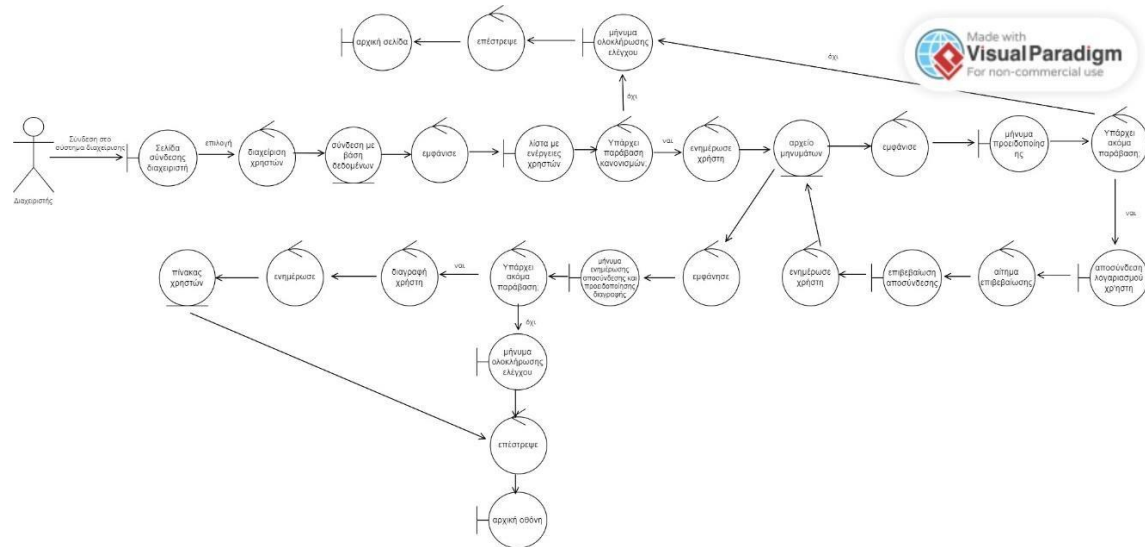 Made with
Visual Paradigm
For non-commercial use
αρχική σελίδα
επέστρεψε
μήνυμα
ολοκλήρωσης
ελέγχου
όχι
όχι
Σύνδεση στο
σύστημα διαχείρισης
Διαχειριστής
Σελίδα
σύνδεσης
διαχειριστή
επιλογή
διαχείριση
χρηστών
σύνδεση με
βάση
δεδομένων
εμφάνισε
λίστα με
ενέργειες
χρηστών
Υπάρχει
παράβαση
κανονισμών;
ναι
ενημέρωσε
χρήστη
αρχείο
μηνυμάτων
εμφάνισε
μήνυμα
προειδοποίησ
ης
Υπάρχει
ακόμα
παράβαση;
ναι
πίνακας
χρηστών
ενημέρωσε
διαγραφή
χρήστη
ναι
Υπάρχει
ακόμα
παράβαση;
μήνυμα
ενημέρωσης
αποσύνδεσης και
προειδοποίησης
διαγραφής
εμφάνησε
ενημέρωσε
χρήστη
επιβεβαίωση
αποσύνδεσης
αίτημα
επιβεβαίωσης
αποσύνδεση
λογαριασμού
χρήηστη
όχι
μήνυμα
ολοκλήρωσης
ελέγχου
επέστρεψε
αρχική οθόνη